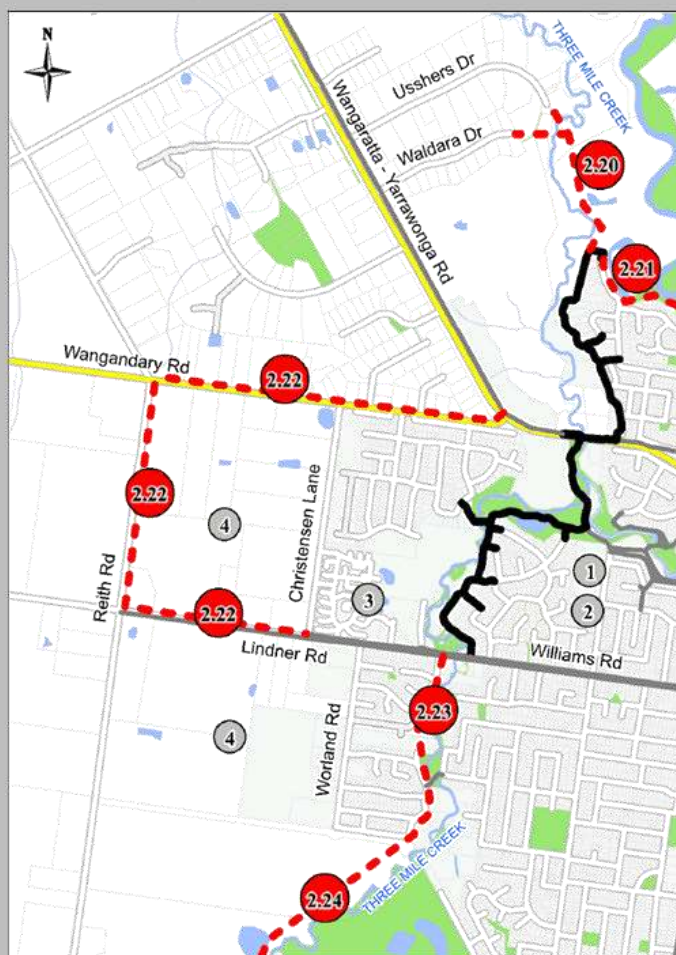 N
THREE MILE CREEK
Usshers Dr
Wangaratta - Yarrawonga Rd
Waldara Dr
2.20
2.21
Wangandary Rd
2.22
2.22
Christensen Lane
4
1
Reith Rd
3
2
2.22
Lindner Rd
Williams Rd
2.23
4
Worland Rd
THREE MILE CREEK
2.24